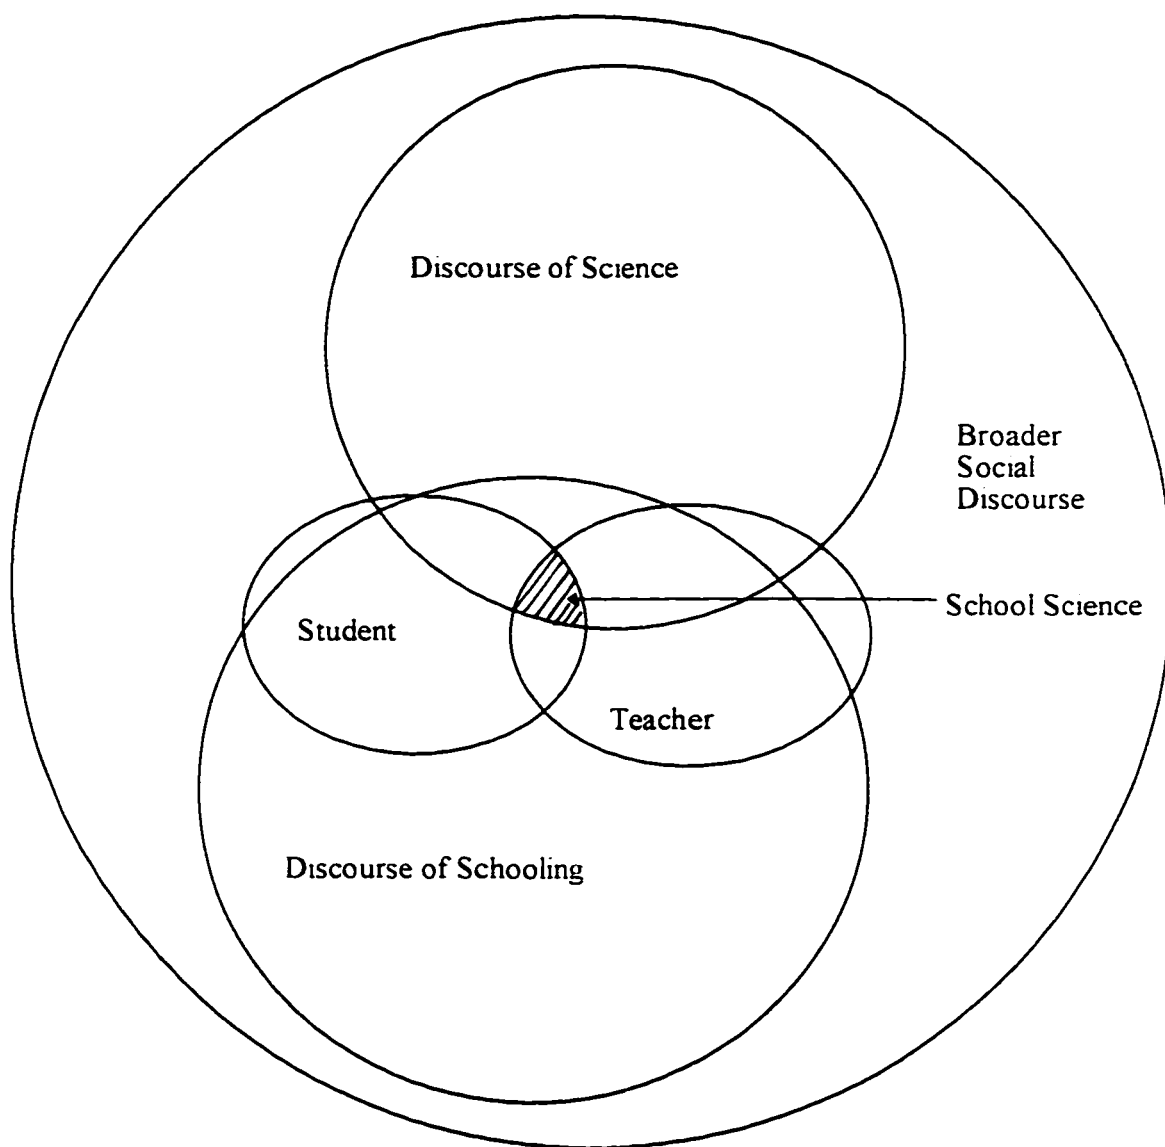 Discourse of Science
Broader
Social
Discourse
School Science
Student
Teacher
Discourse of Schooling